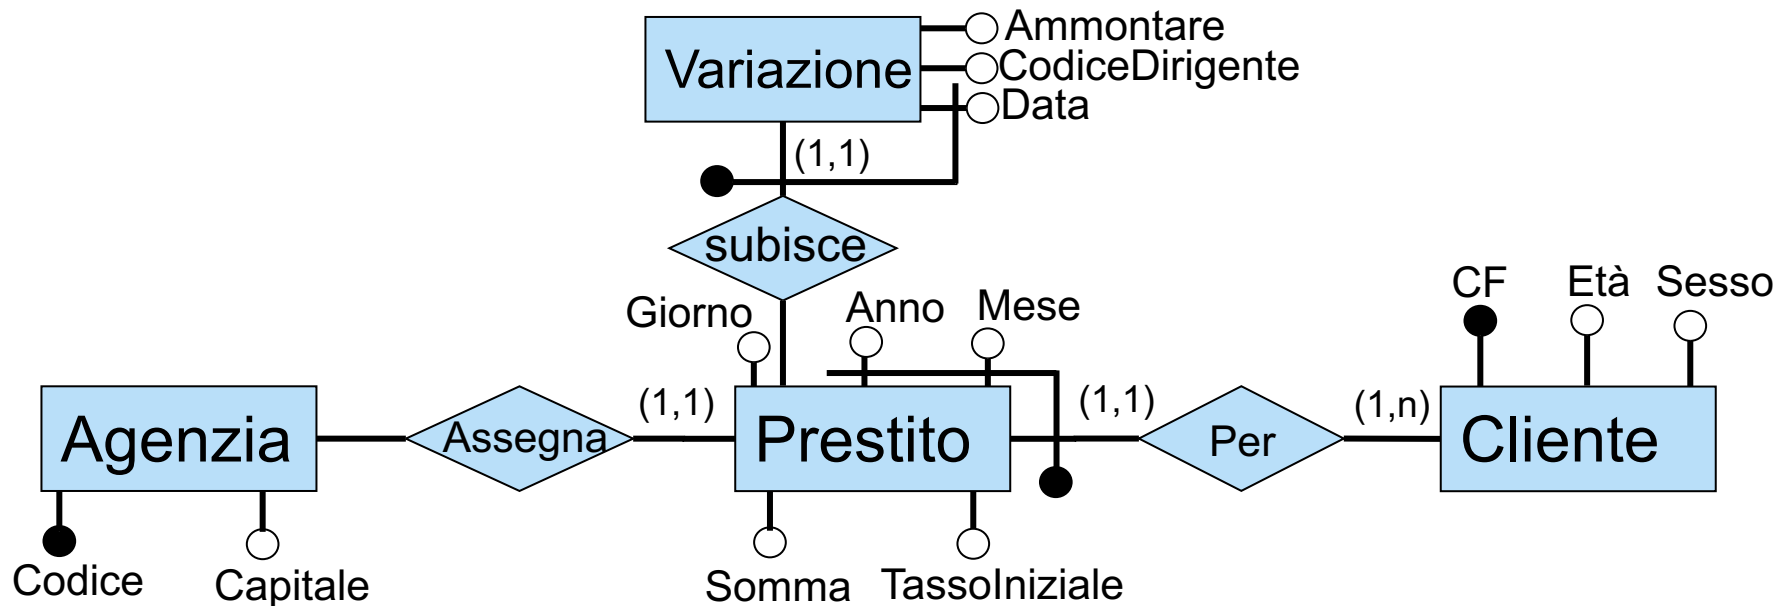 Ammontare
Variazione
CodiceDirigente
Data
(1,1)
subisce
Giorno
Anno
Mese
CF
Età
Sesso
Agenzia
Assegna
(1,1)
Prestito
(1,1)
Per
(1,n)
Cliente
Codice
Capitale
Somma
TassoIniziale